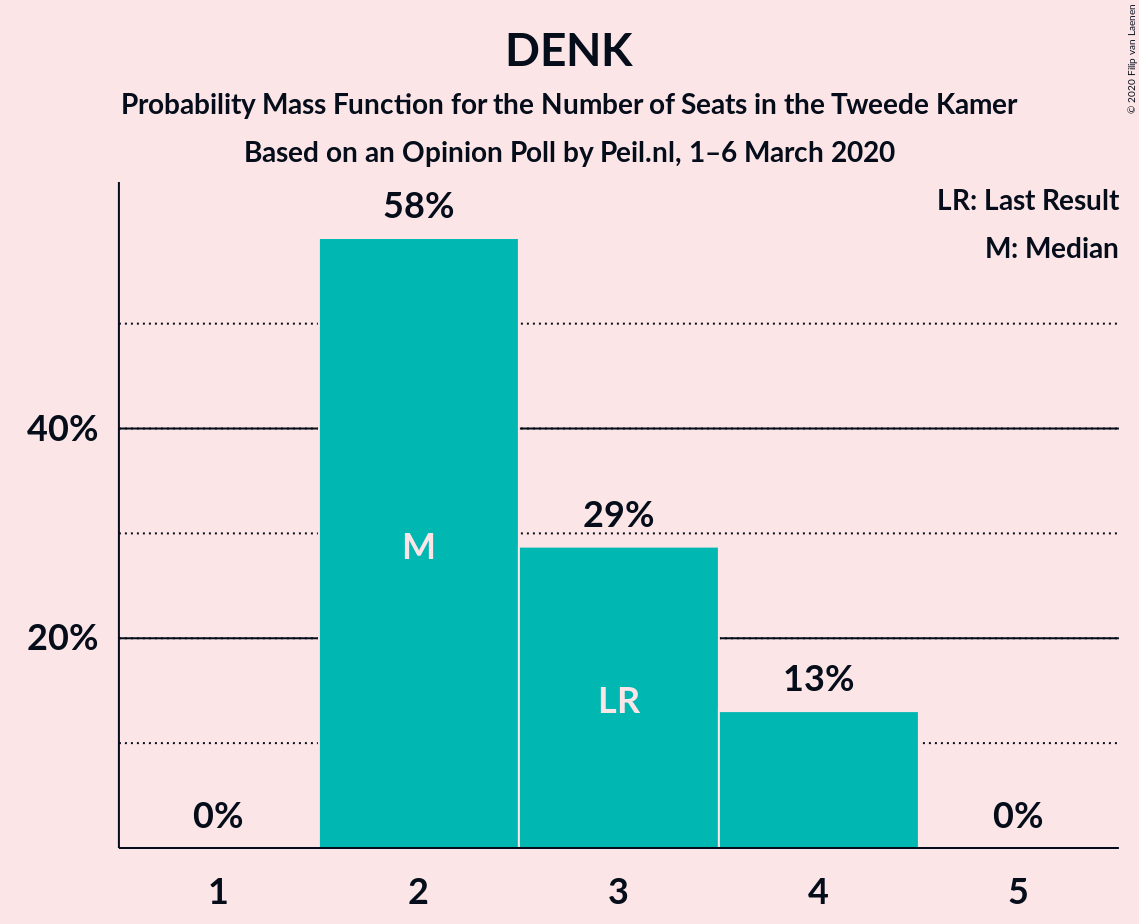 DENK
Probability Mass Function for the Number of Seats in the Tweede Kamer
Based on an Opinion Poll by Peil.nl, 1–6 March 2020
© 2020 Filip van Laenen
LR: Last Result
M: Median
58%
40%
29%
M
20%
13%
LR
0%
0%
1 2 3 4 5